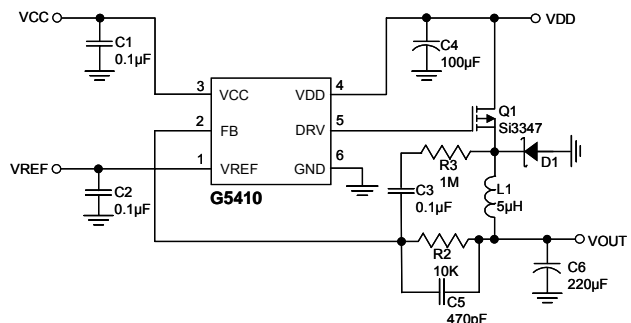 VCC
VDD
C1
0.1µF
C4
100µF
3 VCC
VDD 4
2 FB
DRV 5
1 VREF
GND 6
G5410
Q1
Si3347
VREF
C2
0.1µF
R3
1M
D1
C3
0.1µF
L1
5µH
R2
10K
VOUT
C5
470pF
C6
220µF